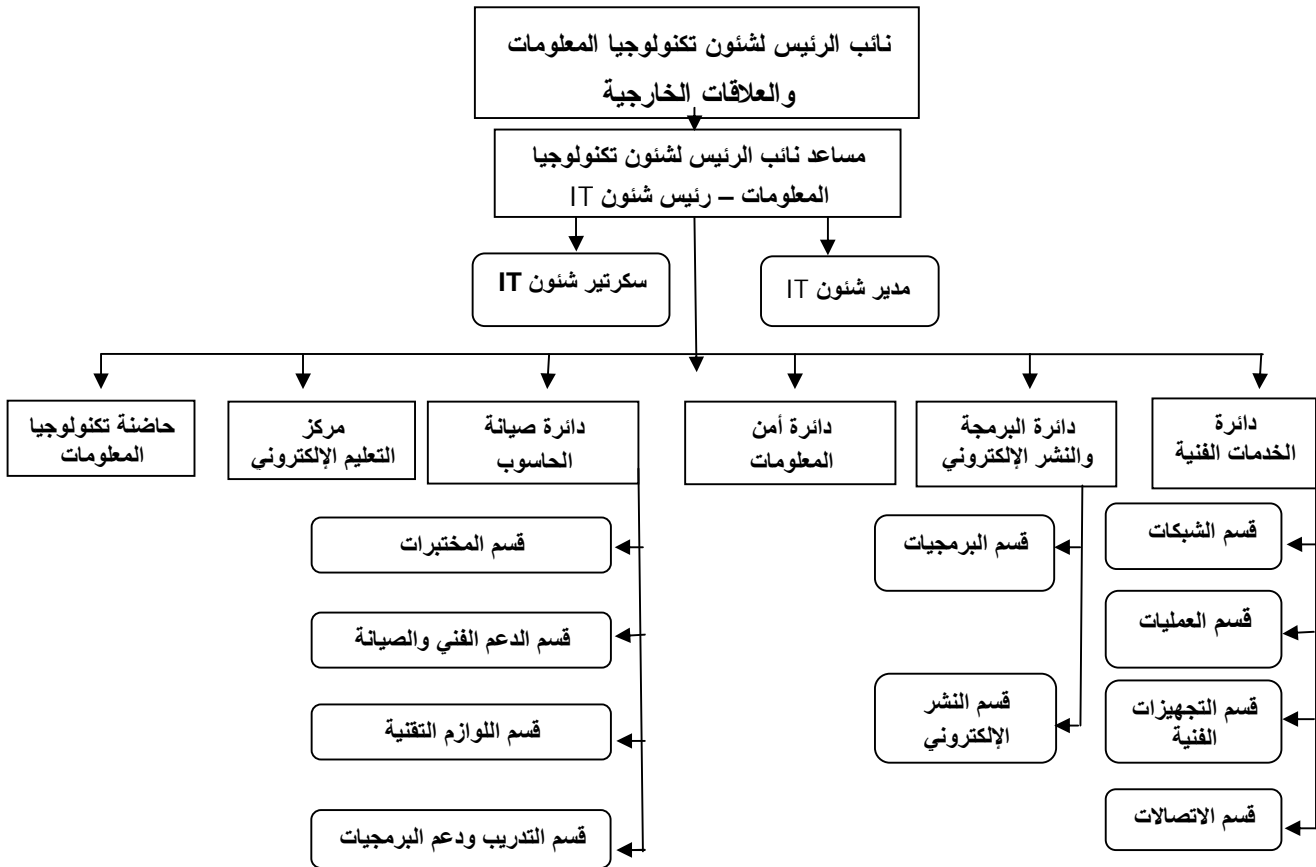 نائب الرئيس لشئون تكنولوجيا المعلومات
والعلاقات الخارجية
مساعد نائب الرئيس لشئون تكنولوجيا
المعلومات – رئيس شئون IT
مدير شئون IT
سكرتير شئون IT
دائرة
الخدمات الفنية
دائرة البرمجة
والنشر الإلكتروني
دائرة أمن
المعلومات
دائرة صيانة
الحاسوب
مركز
التعليم الإلكتروني
حاضنة تكنولوجيا
المعلومات
قسم الشبكات
قسم العمليات
قسم التجهيزات
الفنية
قسم الاتصالات
قسم البرمجيات
قسم النشر
الإلكتروني
قسم المختبرات
قسم الدعم الفني والصيانة
قسم اللوازم التقنية
قسم التدريب ودعم البرمجيات